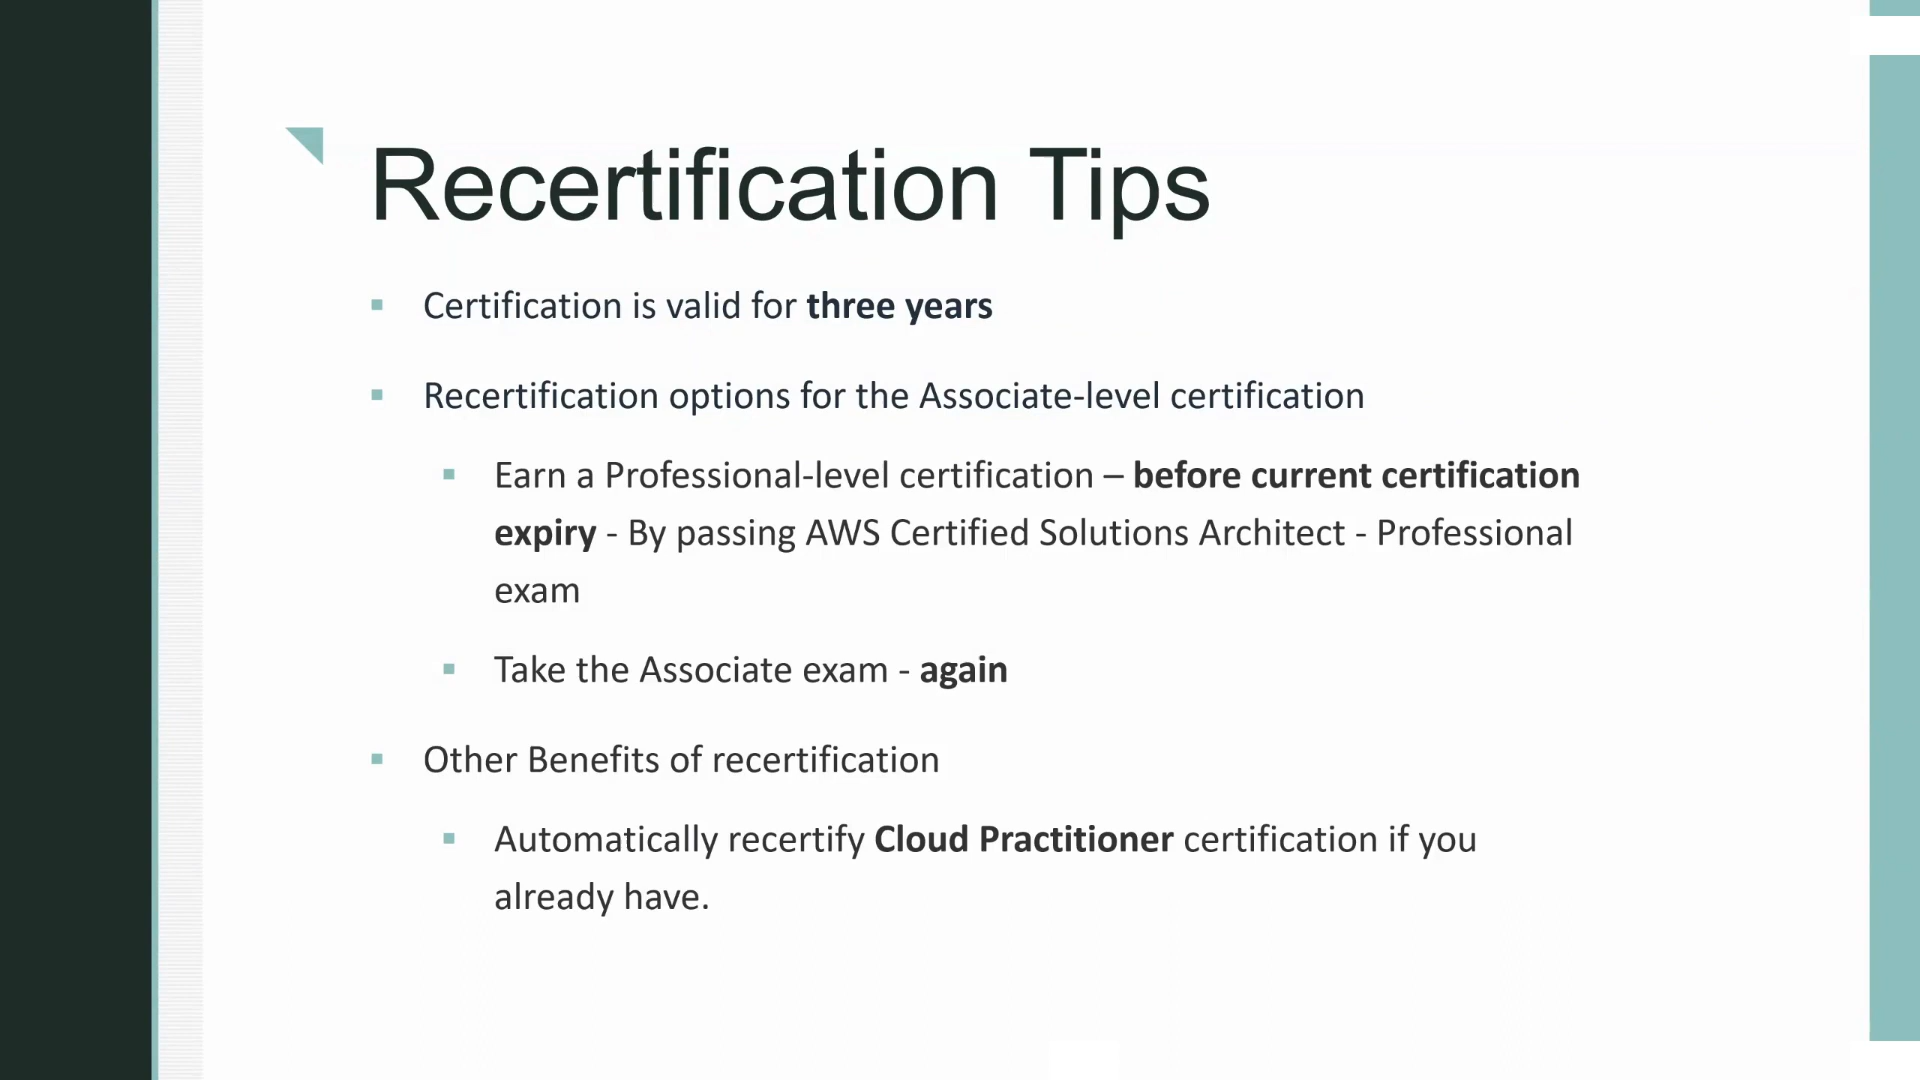 Recertification Tips
Certification is valid for three years
Recertification options for the Associate-level certification
Earn a Professional-level certification – before current certification
expiry - By passing AWS Certified Solutions Architect - Professional
exam
Take the Associate exam - again
Other Benefits of recertification
Automatically recertify Cloud Practitioner certification if you
already have.